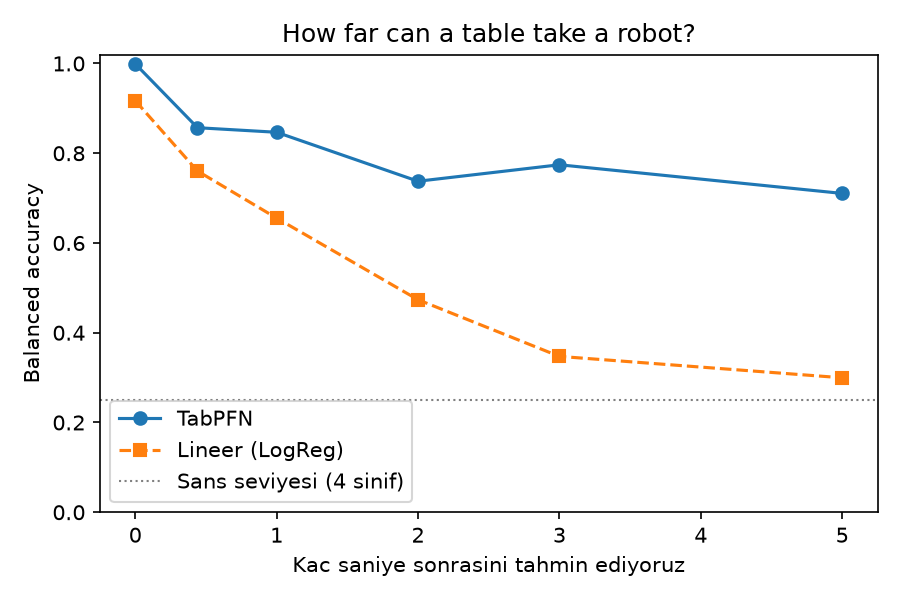 How far can a table take a robot?
Balanced accuracy
1.0
0.8
0.6
0.4
0.2
0.0
TabPFN
Lineer (LogReg)
Sans seviyesi (4 sinif)
0 1 2 3 4 5
Kac saniye sonrasini tahmin ediyoruz